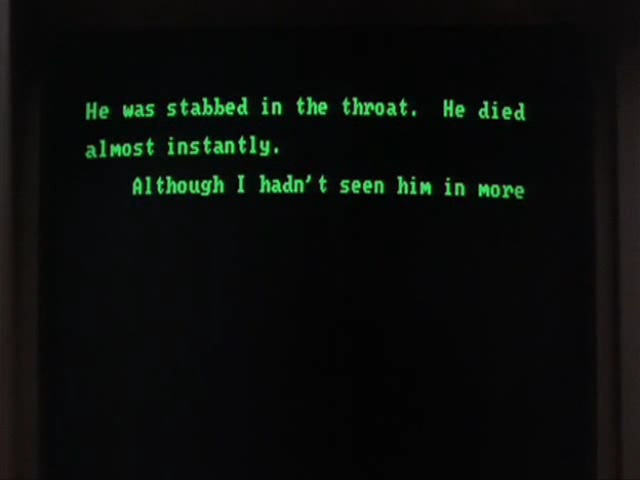 He was stabbed in the throat.  He died
almost instantly.
Although I hadn't seen him in more